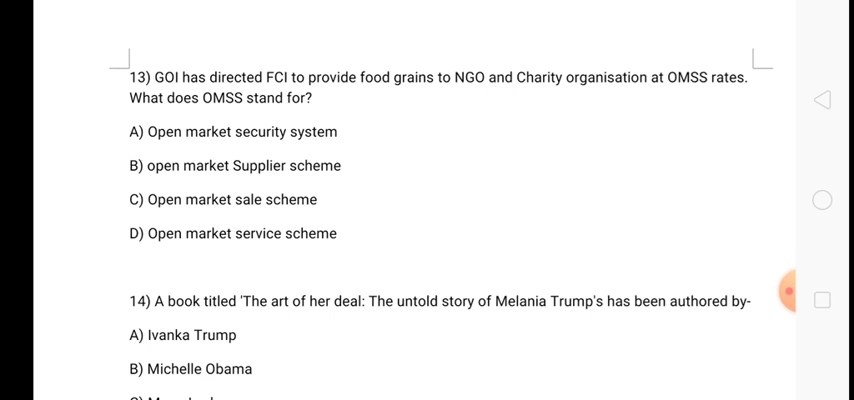 13) GOI has directed FCI to provide food grains to NGO and Charity organisation at OMSS rates.
What does OMSS stand for?
A) Open market security system
B) open market Supplier scheme
C) Open market sale scheme
D) Open market service scheme
14) A book titled 'The art of her deal: The untold story of Melania Trump's has been authored by-
A) Ivanka Trump
B) Michelle Obama